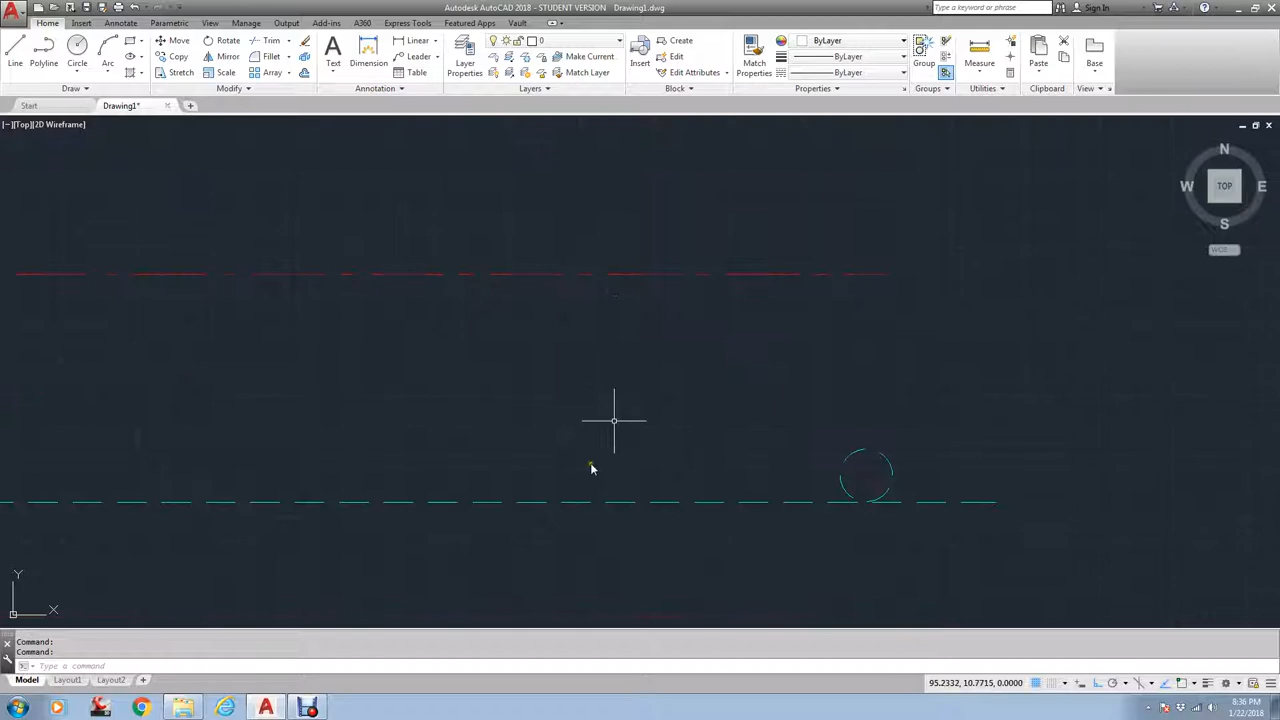 Autodesk AutoCAD 2018 - STUDENT VERSION Drawing1.dwg
Type a keyword or phrase
Sign In
Home Insert Annotate Parametric View Manage Output Add-ins A360 Express Tools Featured Apps Vault
Line Polyline Circle Arc
Move Rotate Trim
Copy Mirror Fillet
Stretch Scale Array
Text Dimension
Linear
Leader
Table
Layer Properties
0
Make Current
Match Layer
Insert
Create
Edit
Edit Attributes
Match Properties
ByLayer
ByLayer
ByLayer
Group
Measure
Paste
Base
Draw Modify Annotation Layers Block Properties Groups Utilities Clipboard View
Start Drawing1*
[−][Top][2D Wireframe]
N
W TOP E
S
WCS
Y
X
Command:
Command:
Type a command
Model Layout1 Layout2
95.2332, 10.7715, 0.0000
8:36 PM
1/22/2018